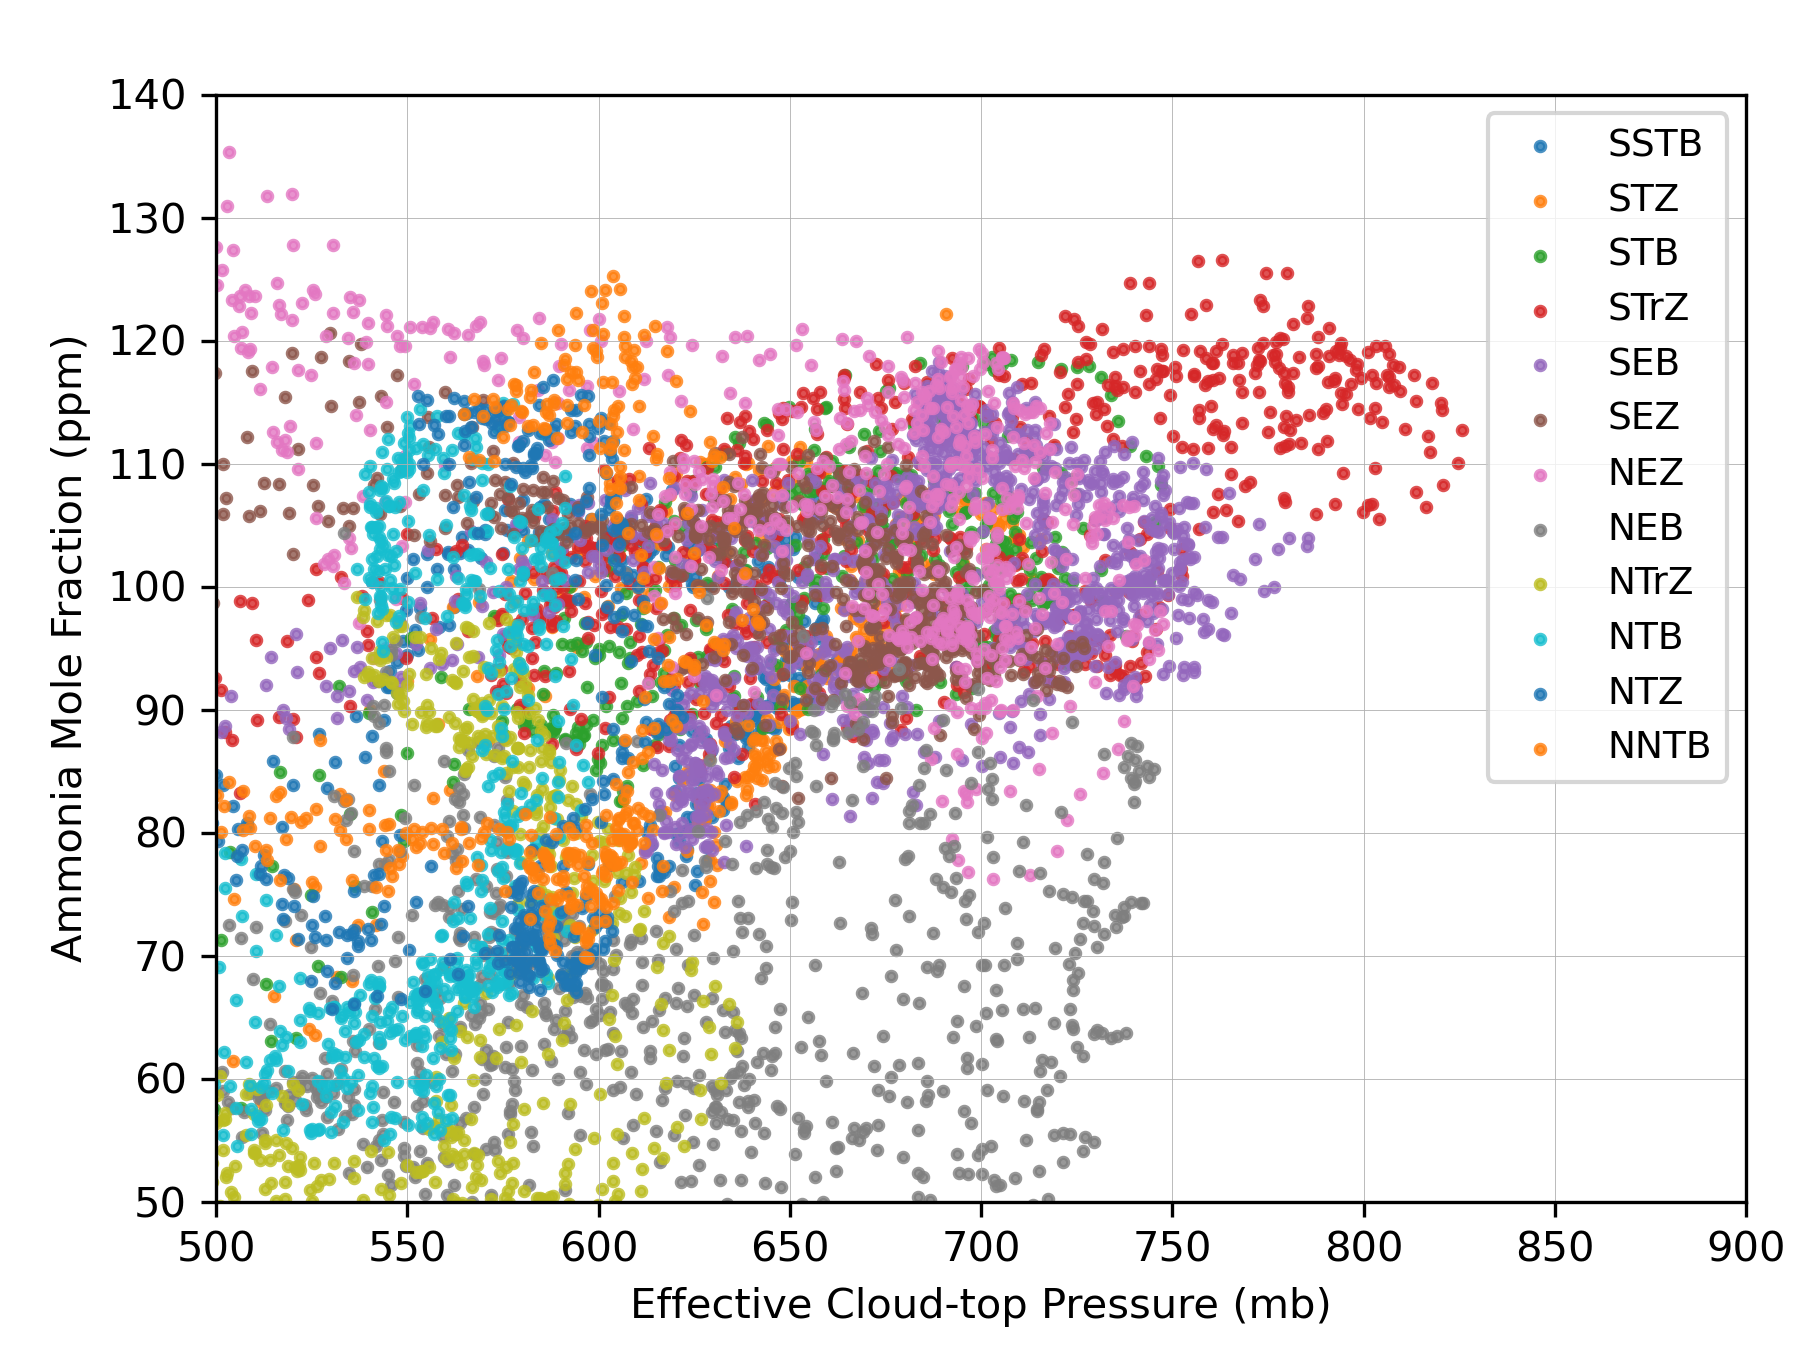 140
130
120
110
100
90
80
70
60
50
Ammonia Mole Fraction (ppm)
SSTB
STZ
STB
STrZ
SEB
SEZ
NEZ
NEB
NTrZ
NTB
NTZ
NNTB
500 550 600 650 700 750 800 850 900
Effective Cloud-top Pressure (mb)